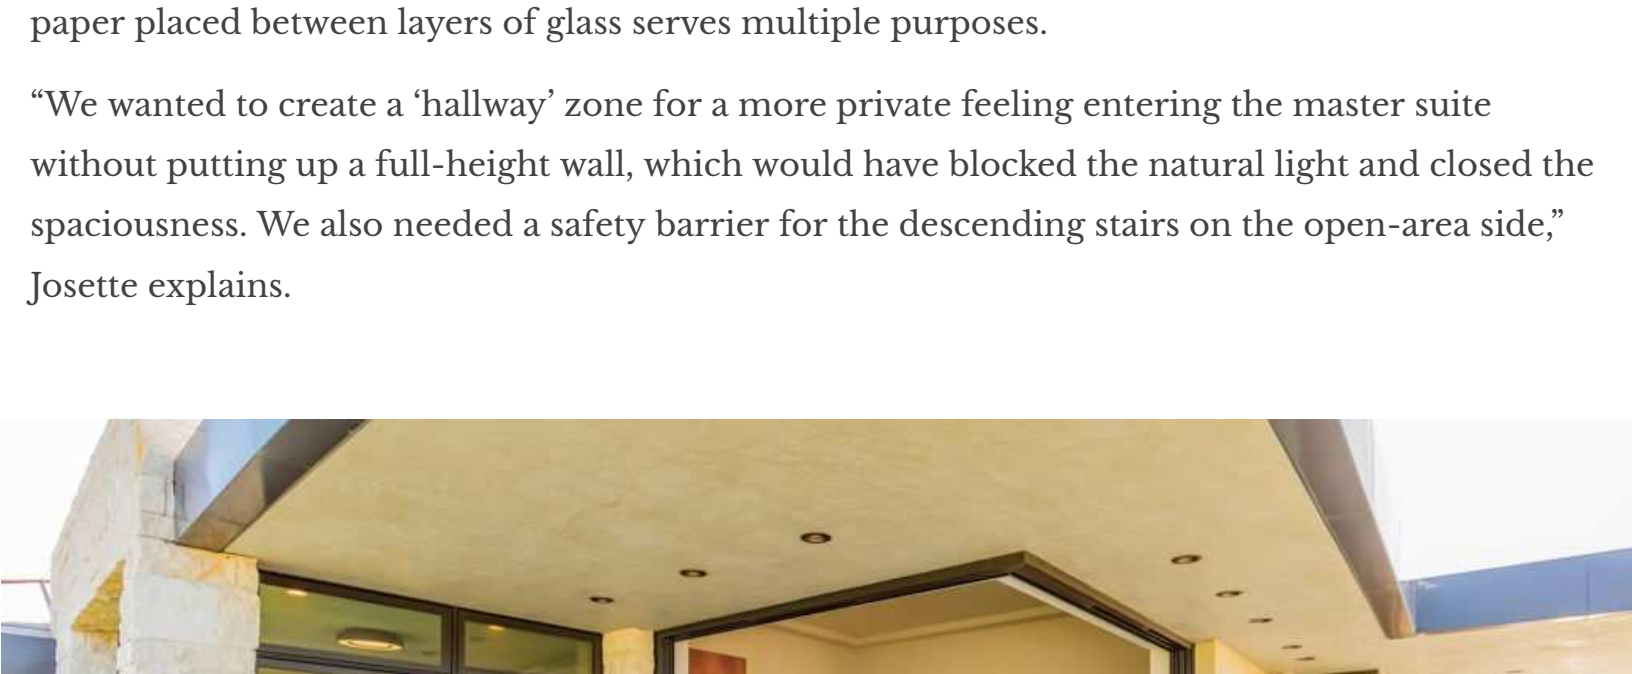 paper placed between layers of glass serves multiple purposes.
“We wanted to create a ‘hallway’ zone for a more private feeling entering the master suite
without putting up a full-height wall, which would have blocked the natural light and closed the
spaciousness. We also needed a safety barrier for the descending stairs on the open-area side,”
Josette explains.